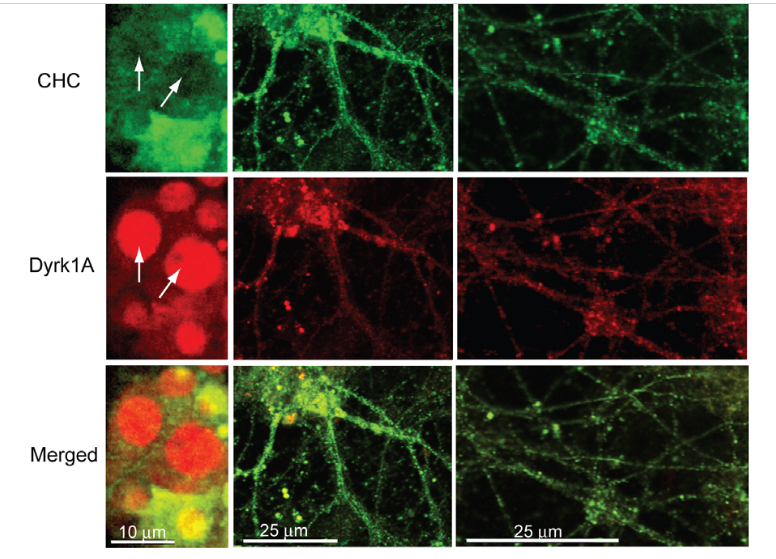 CHC
Dyrk1A
Merged
10 μm
25 μm
25 μm